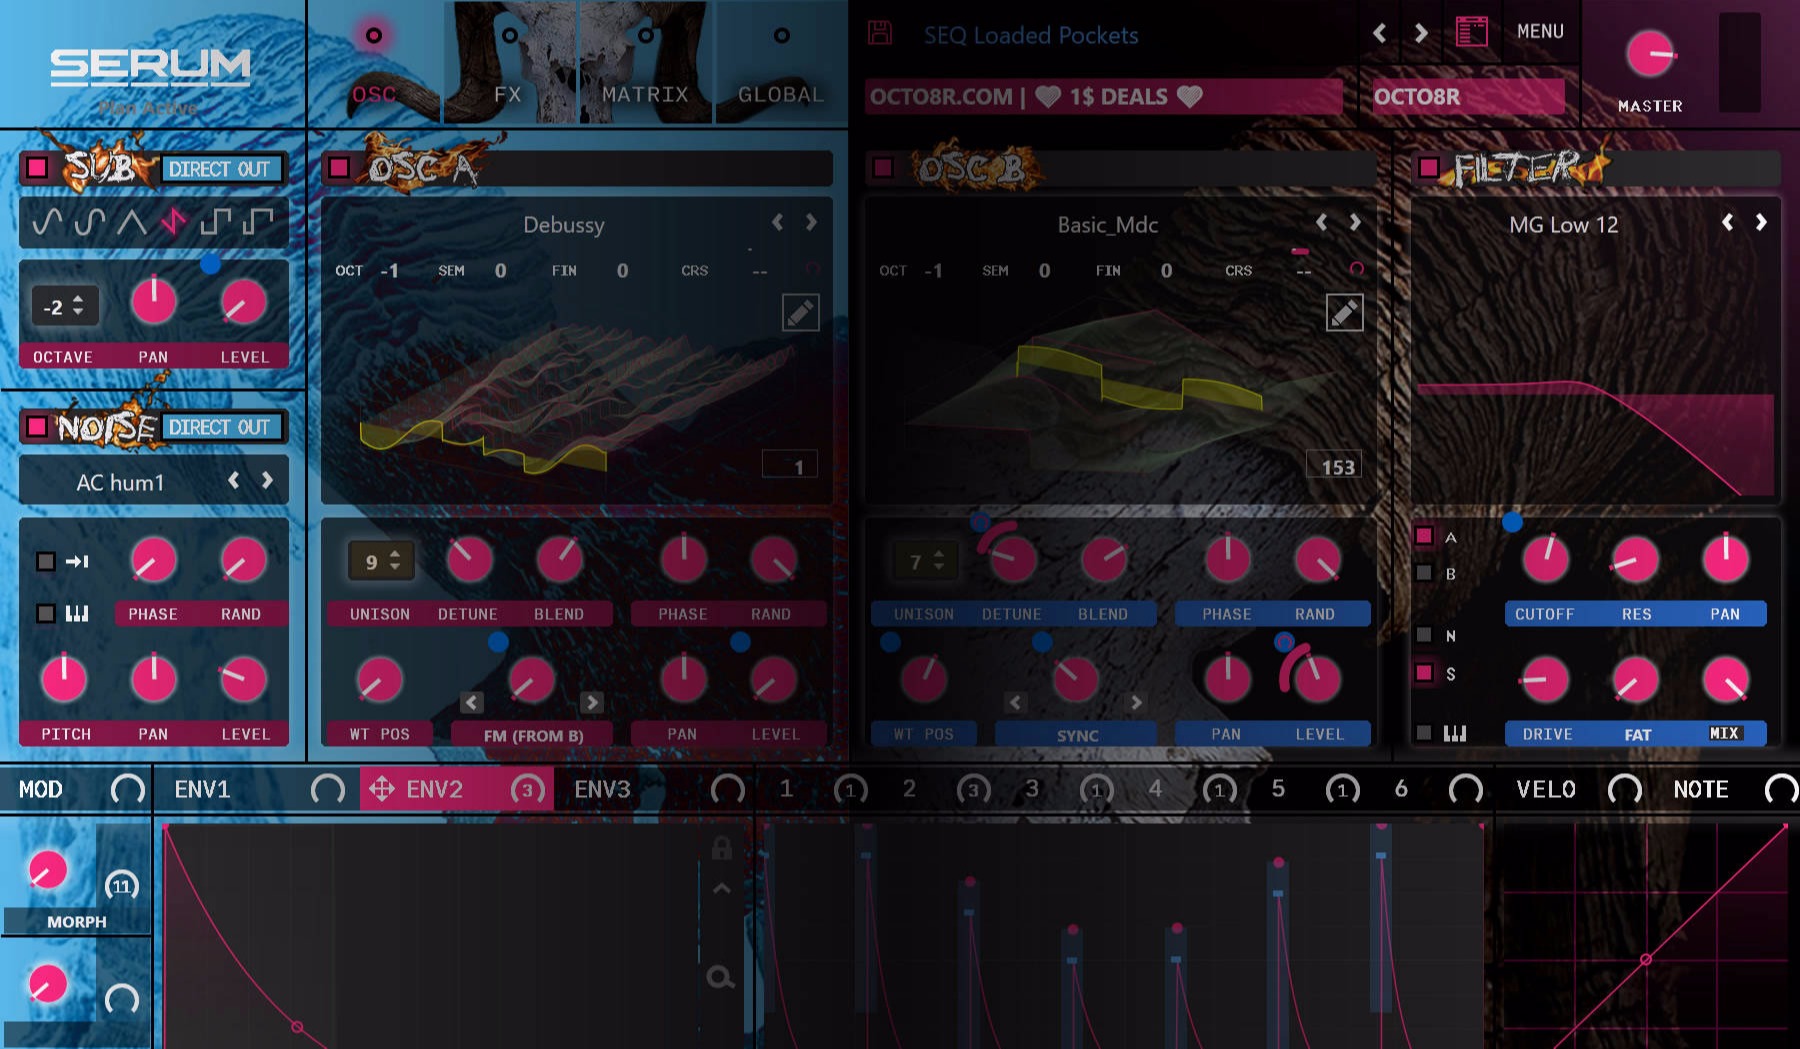 SERUM
Plan Active
OSC
FX
MATRIX
GLOBAL
SEQ Loaded Pockets
MENU
OCTO8R.COM | 🤍 1$ DEALS 🤍
OCTO8R
MASTER
SUB
DIRECT OUT
OSC A
OSC B
FILTER
Debussy
Basic_Mdc
MG Low 12
OCT -1 SEM 0 FIN 0 CRS --
OCT -1 SEM 0 FIN 0 CRS --
-2
OCTAVE PAN LEVEL
NOISE
DIRECT OUT
1
153
AC hum1
9
7
A
B
PHASE RAND
UNISON DETUNE BLEND PHASE RAND
UNISON DETUNE BLEND PHASE RAND
CUTOFF RES PAN
N
S
PITCH PAN LEVEL
WT POS FM (FROM B) PAN LEVEL
WT POS SYNC PAN LEVEL
DRIVE FAT MIX
MOD ENV1 ENV2 3 ENV3 1 1 2 3 3 1 4 1 5 1 6 VELO NOTE
11
MORPH